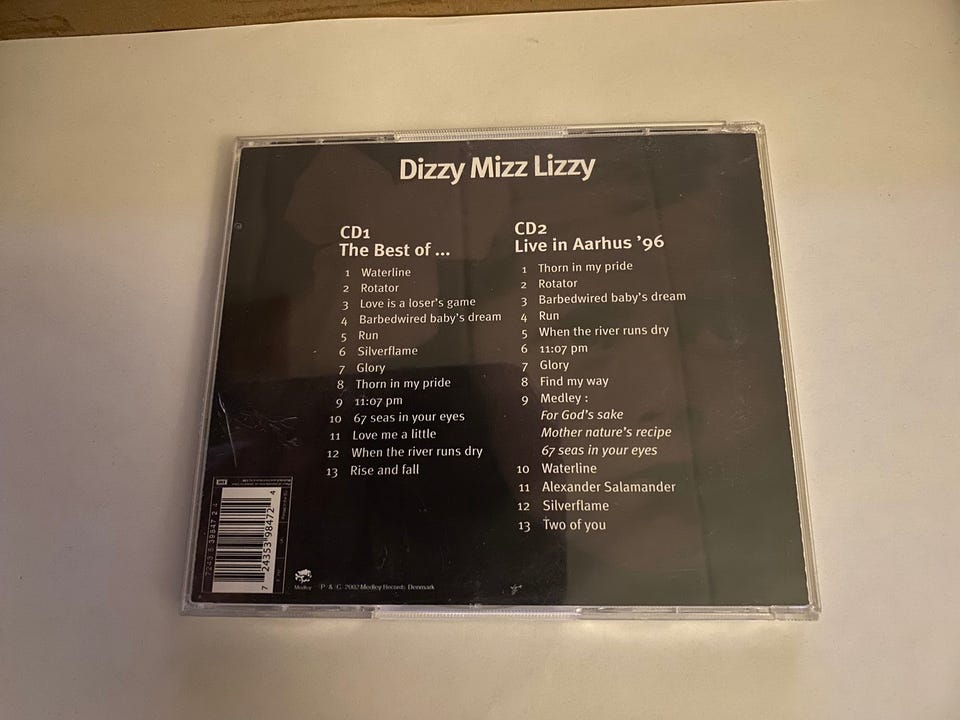 Dizzy Mizz Lizzy
CD1
The Best of ...
1 Waterline
2 Rotator
3 Love is a loser's game
4 Barbedwired baby's dream
5 Run
6 Silverflame
7 Glory
8 Thorn in my pride
9 11:07 pm
10 67 seas in your eyes
11 Love me a little
12 When the river runs dry
13 Rise and fall
CD2
Live in Aarhus '96
1 Thorn in my pride
2 Rotator
3 Barbedwired baby's dream
4 Run
5 When the river runs dry
6 11:07 pm
7 Glory
8 Find my way
9 Medley :
For God's sake
Mother nature's recipe
67 seas in your eyes
10 Waterline
11 Alexander Salamander
12 Silverflame
13 Two of you
7243 5 39847 2 4
7 24353 98472 4
Medley
P & C 2002 Medley Records Denmark